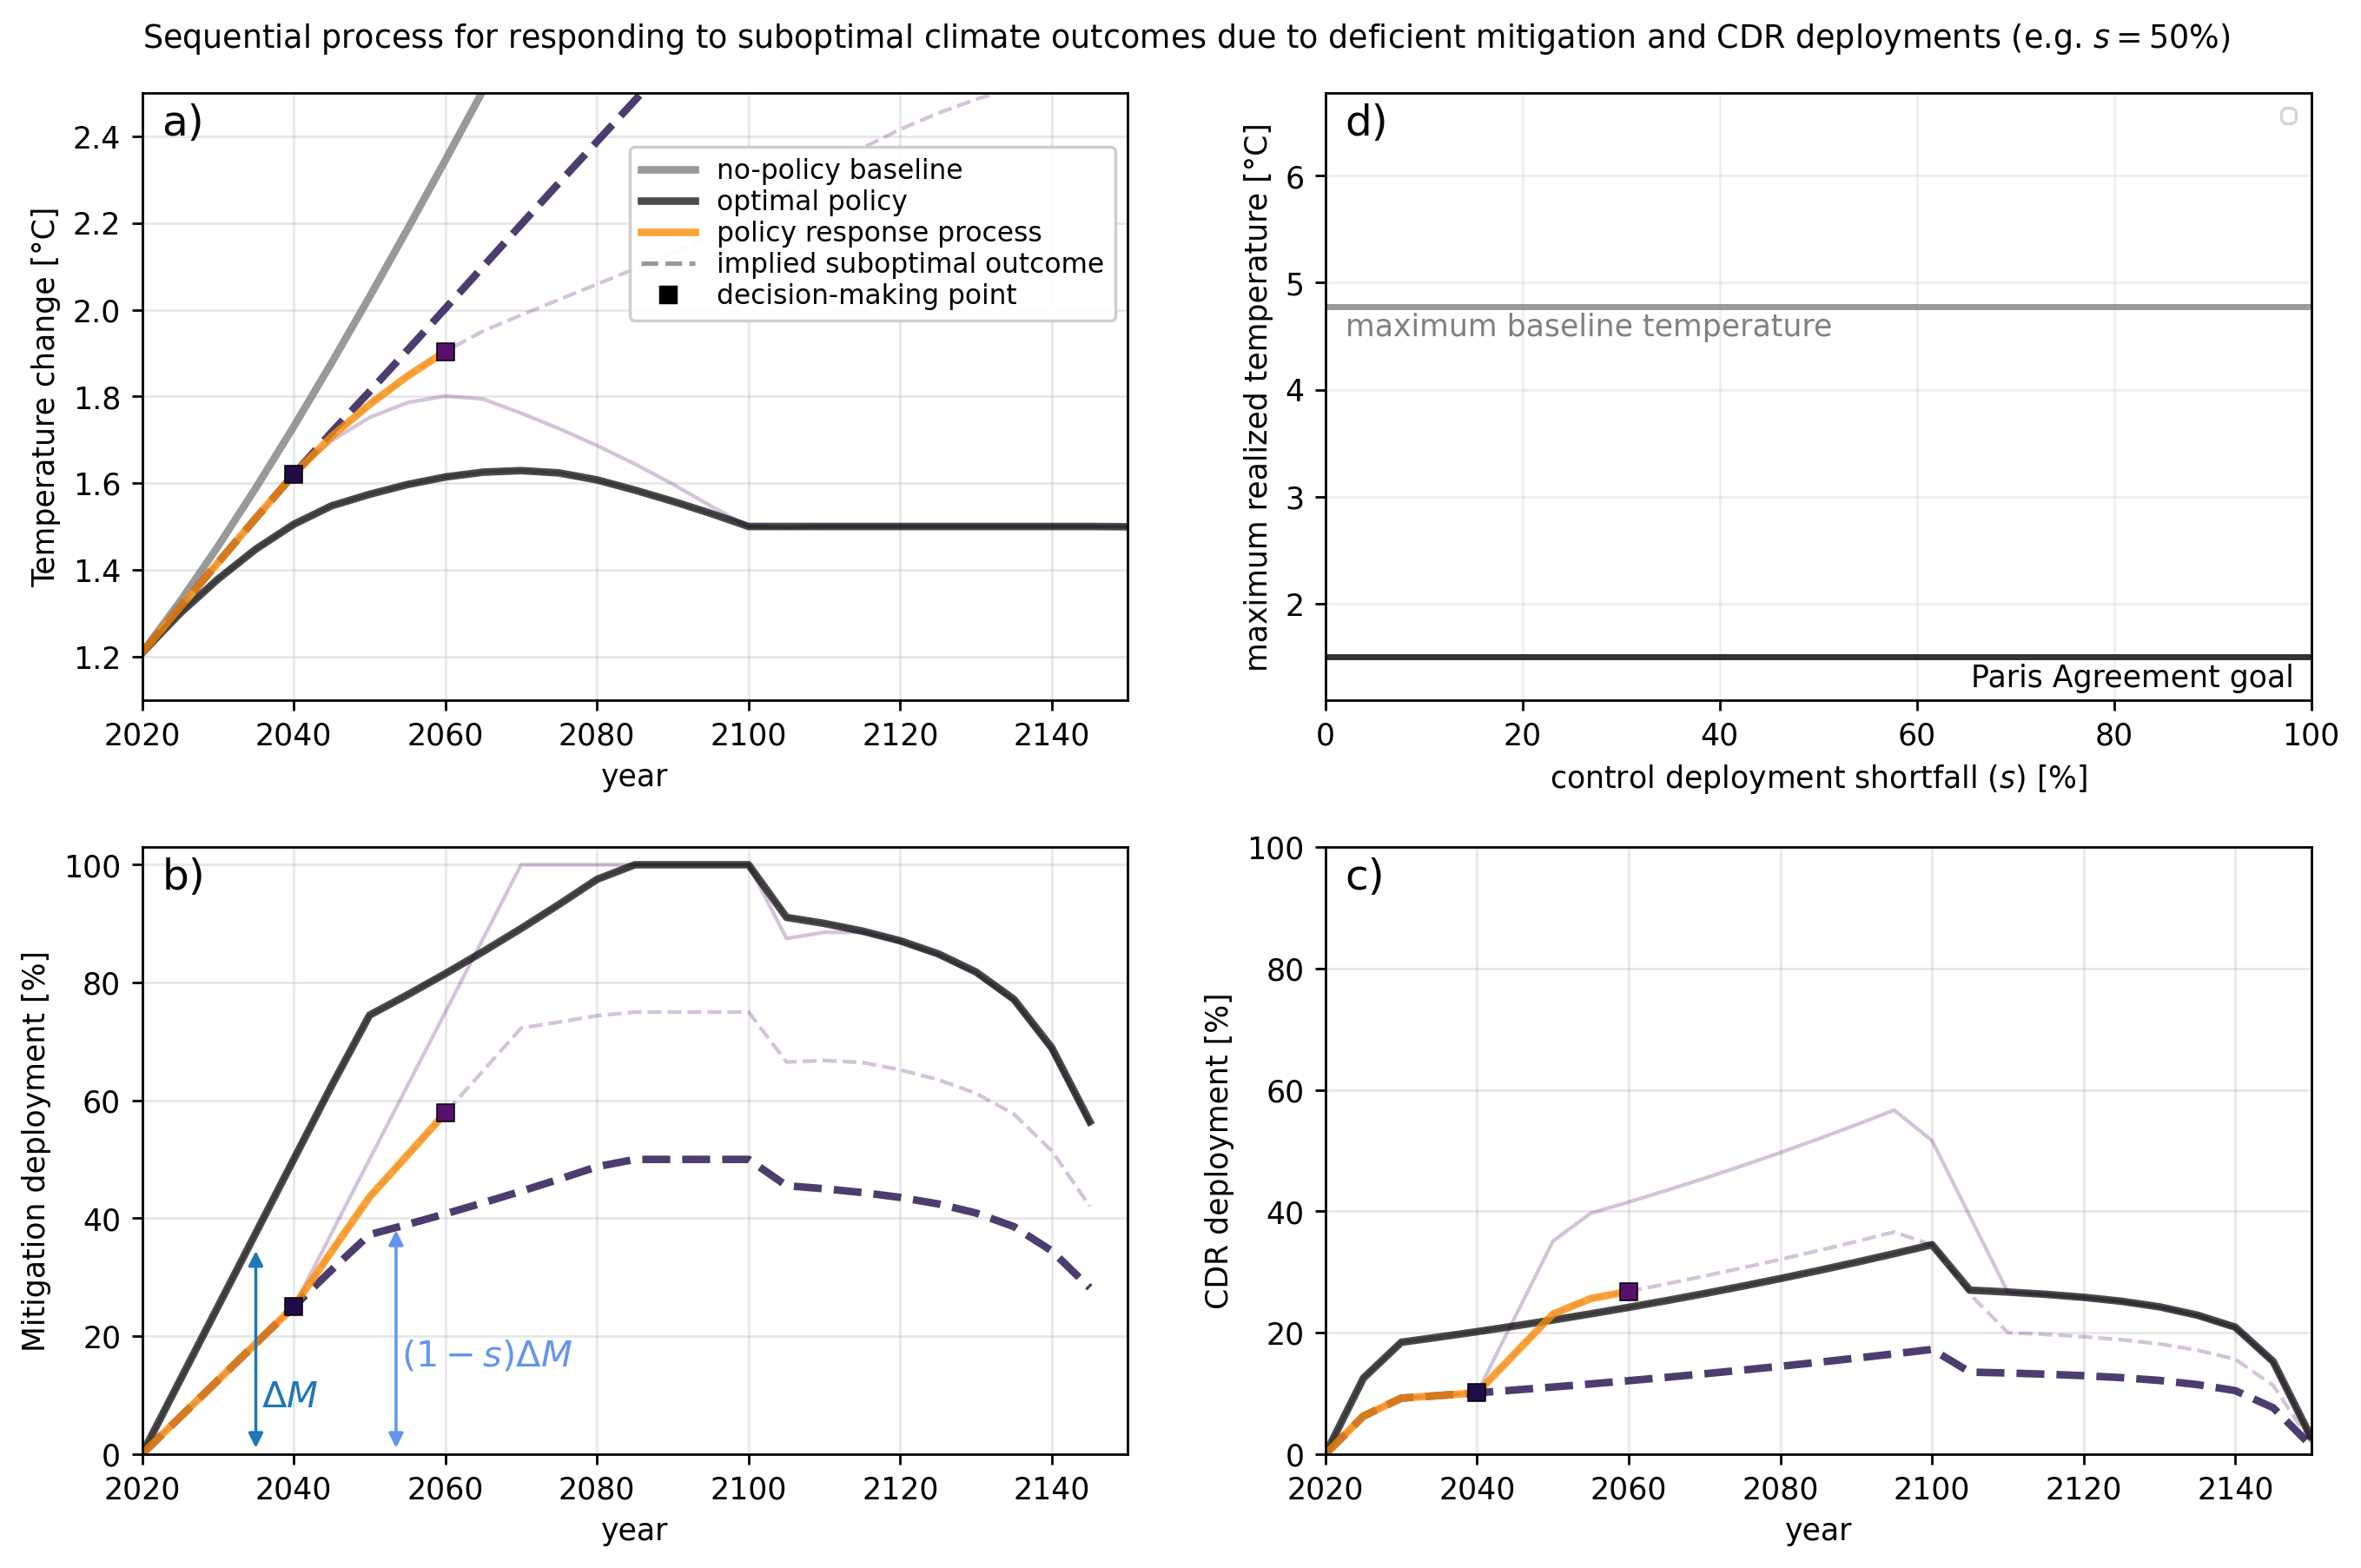 Sequential process for responding to suboptimal climate outcomes due to deficient mitigation and CDR deployments (e.g. s = 50%)
a)
Temperature change [°C]
2.4
2.2
2.0
1.8
1.6
1.4
1.2
no-policy baseline
optimal policy
policy response process
implied suboptimal outcome
decision-making point
2020 2040 2060 2080 2100 2120 2140
year
d)
maximum realized temperature [°C]
6
5
4
3
2
maximum baseline temperature
Paris Agreement goal
0 20 40 60 80 100
control deployment shortfall (s) [%]
b)
Mitigation deployment [%]
100
80
60
40
20
0
(1 − s)ΔM
ΔM
2020 2040 2060 2080 2100 2120 2140
year
c)
CDR deployment [%]
100
80
60
40
20
0
2020 2040 2060 2080 2100 2120 2140
year